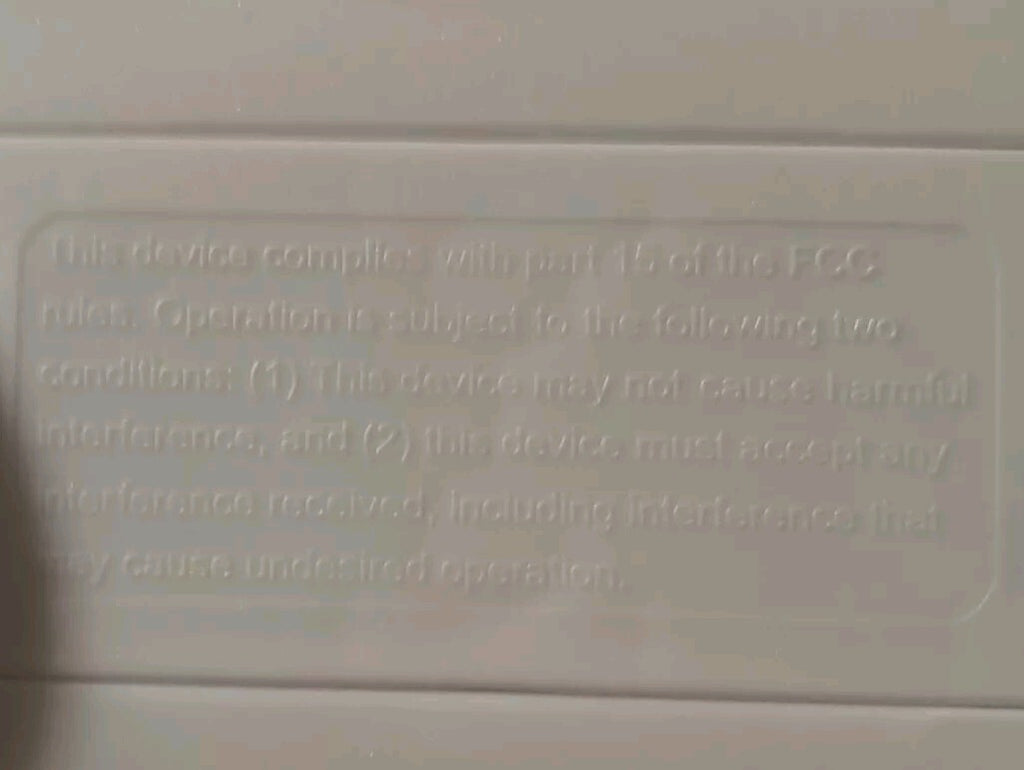 This device complies with part 15 of the FCC
rules. Operation is subject to the following two
conditions: (1) This device may not cause harmful
interference, and (2) this device must accept any
interference received, including interference that
may cause undesired operation.